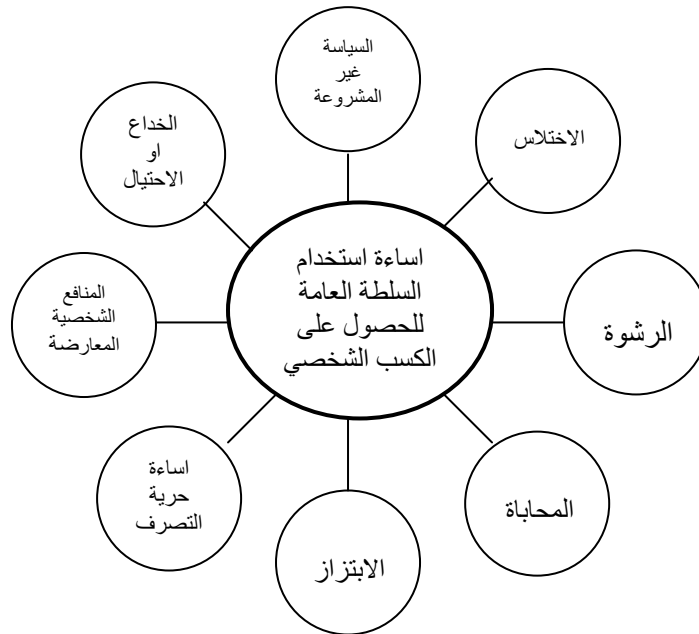 السياسة
غير
المشروعة
الاختلاس
الرشوة
المحاباة
الابتزاز
اساءة
حرية
التصرف
المنافع
الشخصية
المعارضة
الخداع
او
الاحتيال
اساءة استخدام
السلطة العامة
للحصول على
الكسب الشخصي